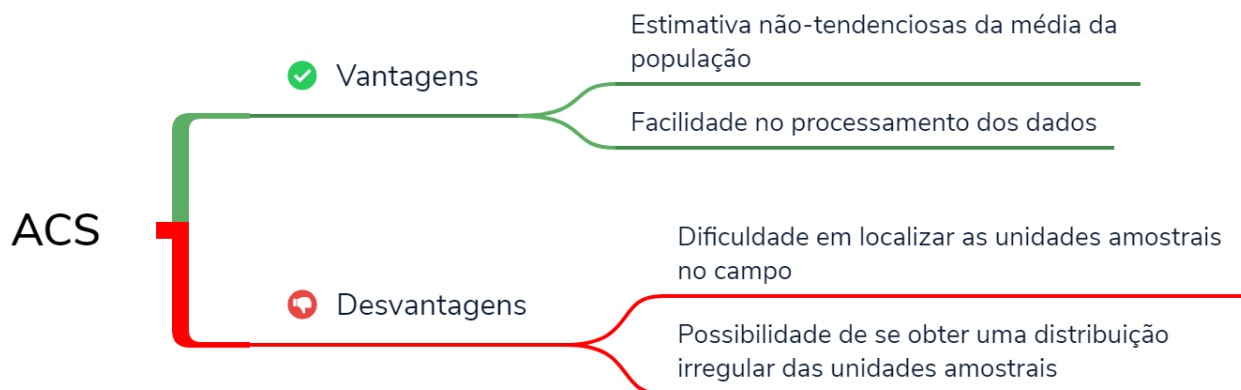 ACS
Vantagens
Estimativa não-tendenciosas da média da
população
Facilidade no processamento dos dados
Desvantagens
Dificuldade em localizar as unidades amostrais
no campo
Possibilidade de se obter uma distribuição
irregular das unidades amostrais